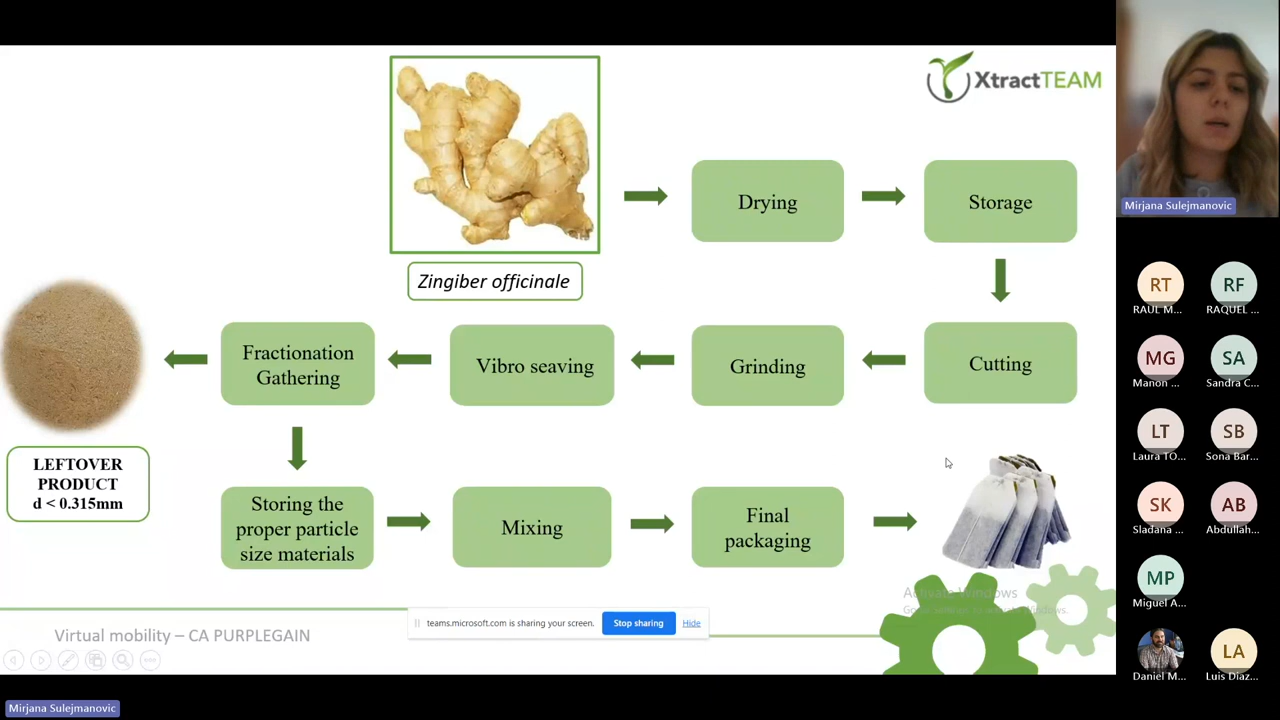 XtractTEAM
Drying
Storage
Zingiber officinale
Fractionation
Gathering
Vibro seaving
Grinding
Cutting
LEFTOVER
PRODUCT
d < 0.315mm
Storing the
proper particle
size materials
Mixing
Final
packaging
Activate Windows
Virtual mobility – CA PURPLEGAIN
teams.microsoft.com is sharing your screen.
Stop sharing
Hide
Mirjana Sulejmanovic
Mirjana Sulejmanovic
RT
RAUL M...
RF
RAQUEL ...
MG
Manon ...
SA
Sandra C...
LT
Laura TO...
SB
Sona Bar...
SK
Sladana ...
AB
Abdullah...
MP
Miguel A...
Daniel M...
LA
Luis Diaz...